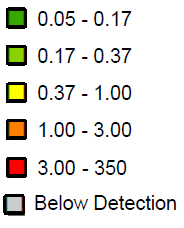 0.05 - 0.17
0.17 - 0.37
0.37 - 1.00
1.00 - 3.00
3.00 - 350
Below Detection